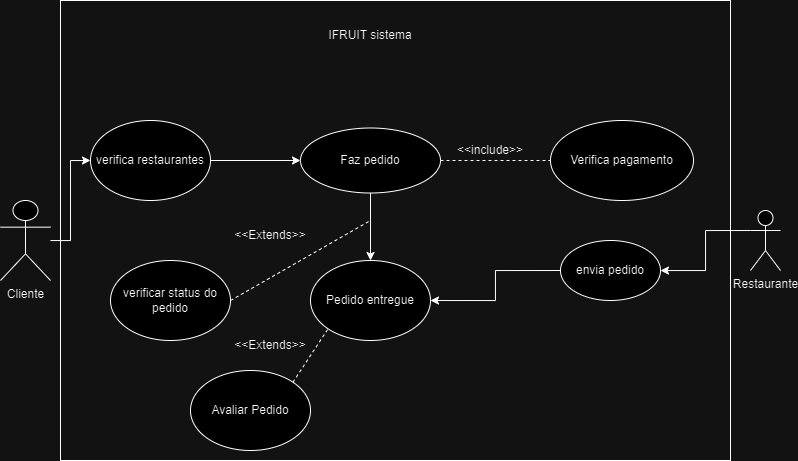 IFRUIT sistema
verifica restaurantes
Faz pedido
<<include>>
Verifica pagamento
<<Extends>>
envia pedido
Cliente
Restaurante
verificar status do
pedido
Pedido entregue
<<Extends>>
Avaliar Pedido